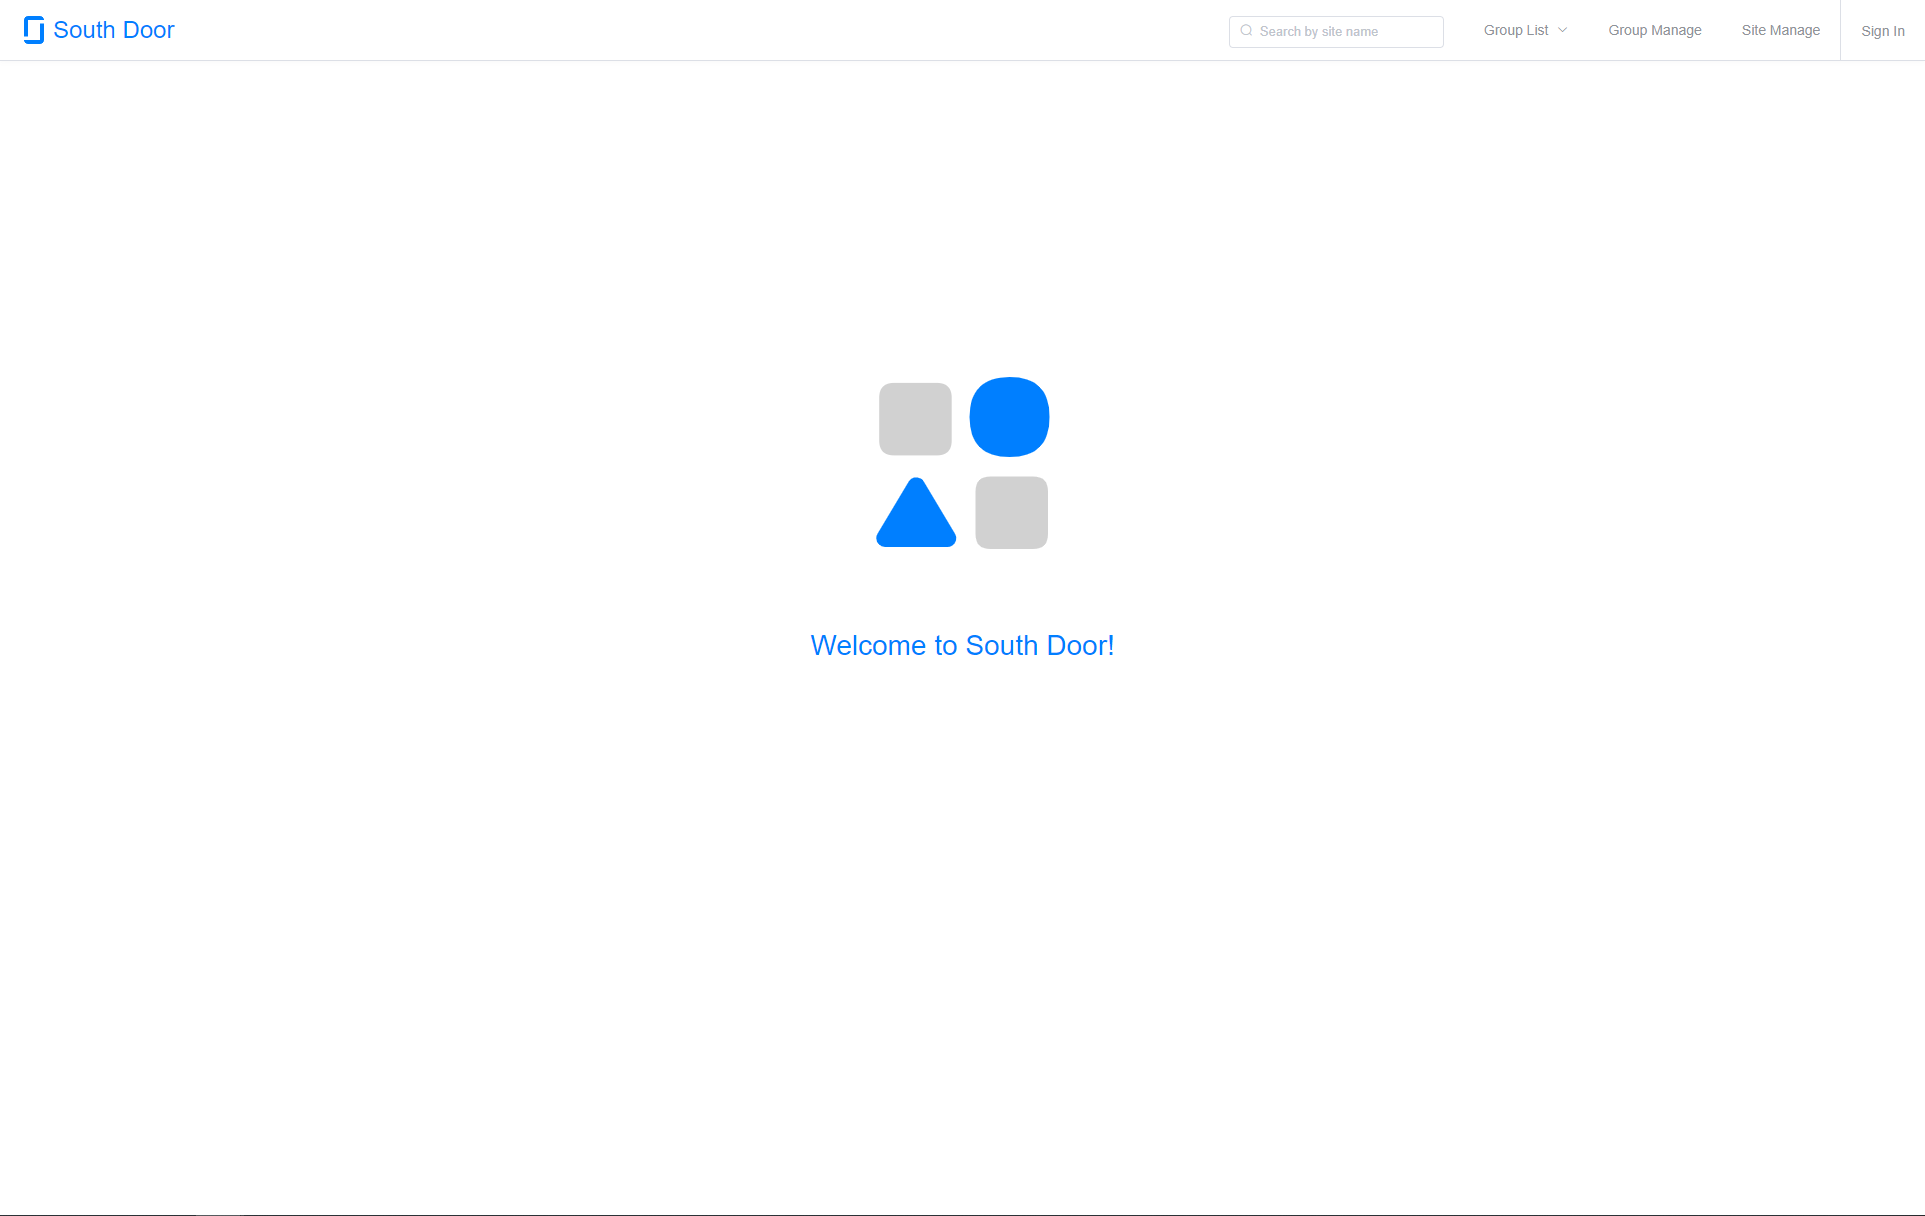 South Door
Search by site name
Group List
Group Manage
Site Manage
Sign In
Welcome to South Door!